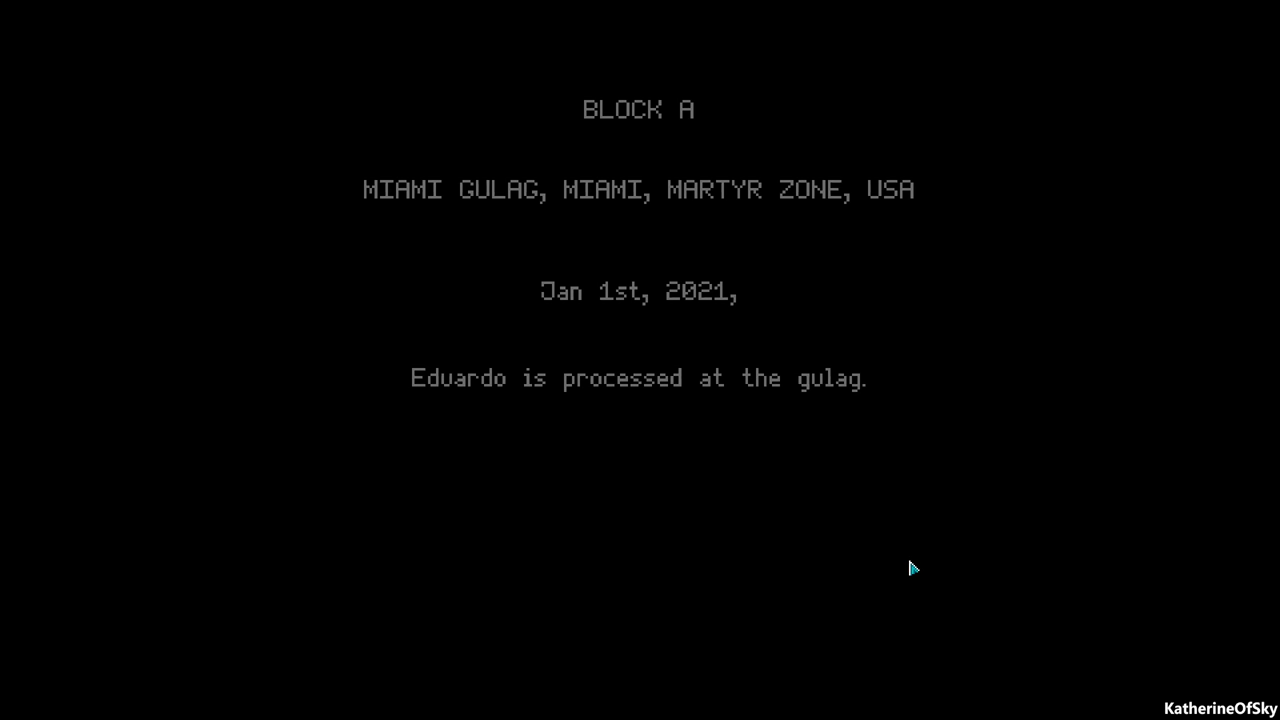 BLOCK A
MIAMI GULAG, MIAMI, MARTYR ZONE, USA
Jan 1st, 2021,
Eduardo is processed at the gulag.
KatherineOfSky